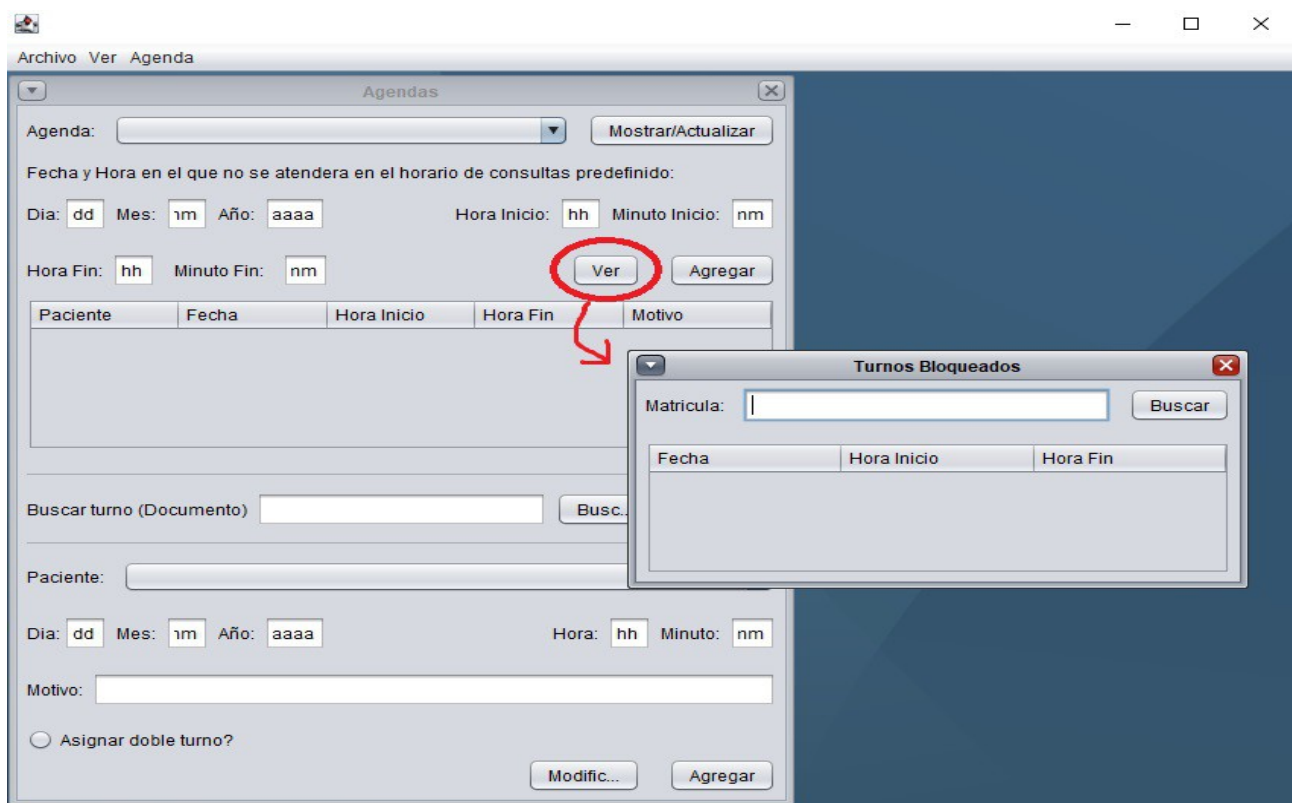 Archivo Ver Agenda
Agendas
Agenda: Mostrar/Actualizar
Fecha y Hora en el que no se atendera en el horario de consultas predefinido:
Dia: dd Mes: Año: aaaa Hora Inicio: hh Minuto Inicio:
Hora Fin: hh Minuto Fin: Ver Agregar
Paciente Fecha Hora Inicio Hora Fin Motivo
Turnos Bloqueados
Matricula: Buscar
Fecha Hora Inicio Hora Fin
Buscar turno (Documento) Busc..
Paciente:
Dia: dd Mes: Año: aaaa Hora: hh Minuto:
Motivo:
Asignar doble turno?
Modific... Agregar